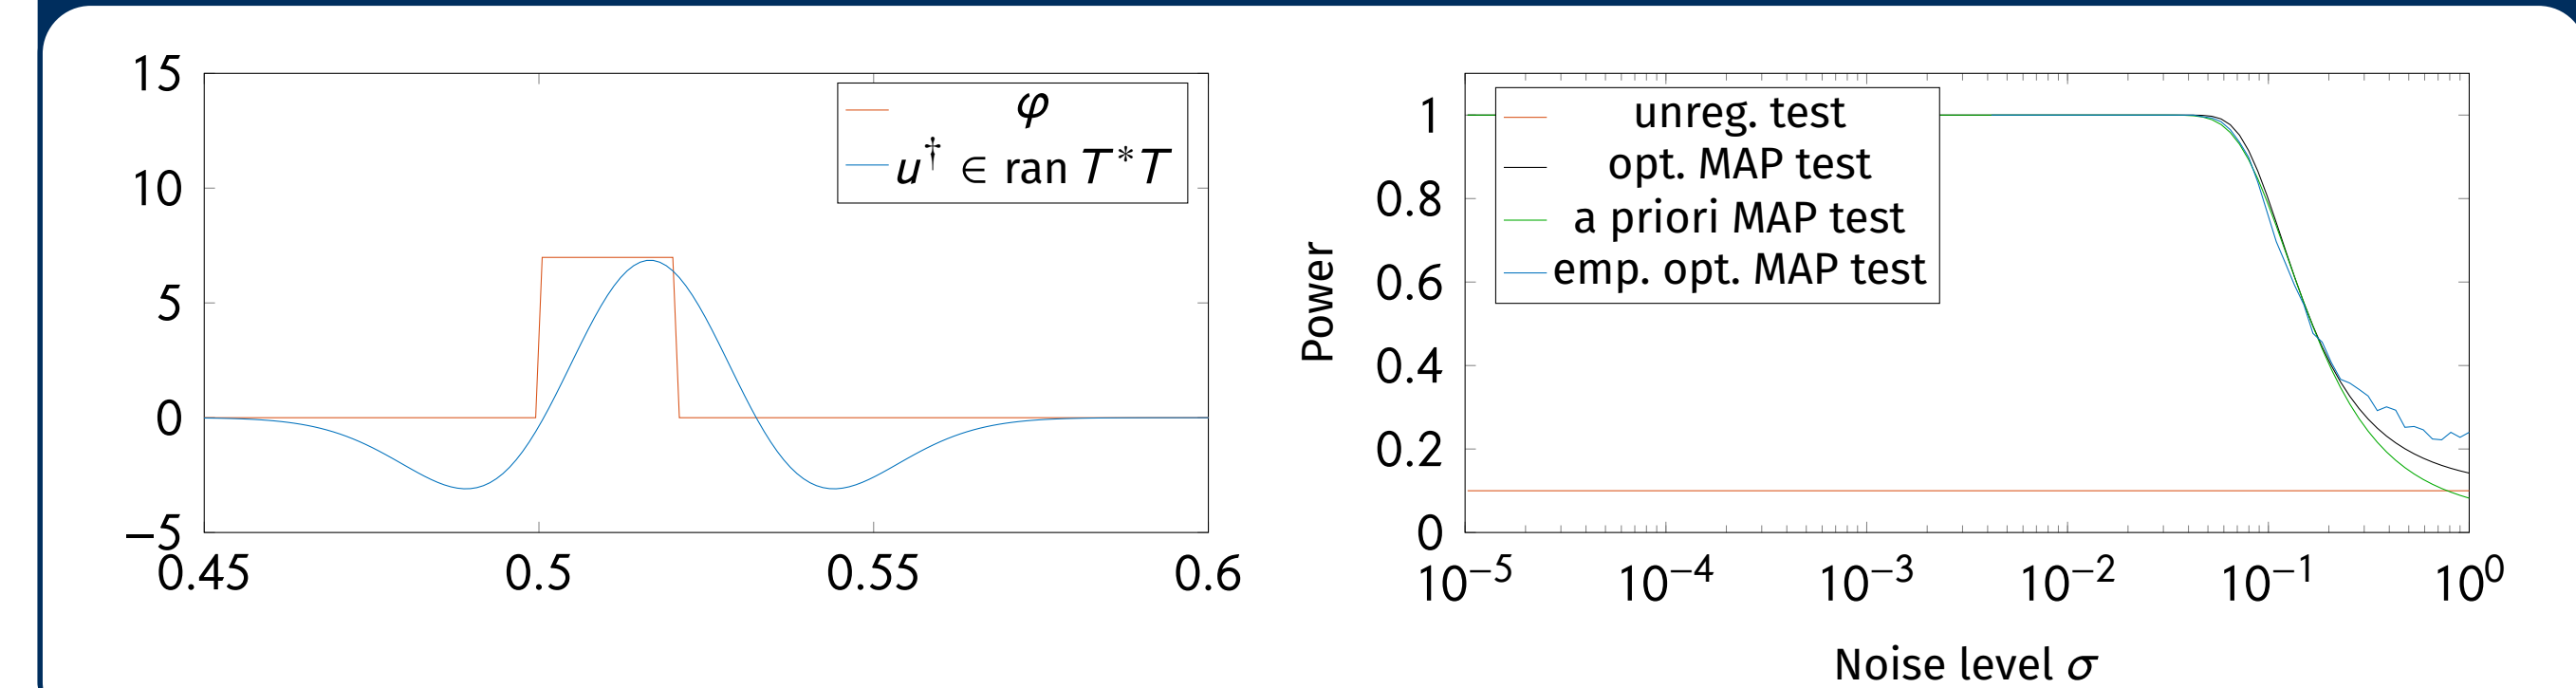 15
10
5
0
−5
0.45
0.5
0.55
0.6
φ
u† ∈ ran T*T
Power
1
0.8
0.6
0.4
0.2
0
unreg. test
opt. MAP test
a priori MAP test
emp. opt. MAP test
10⁻⁵
10⁻⁴
10⁻³
10⁻²
10⁻¹
10⁰
Noise level σ